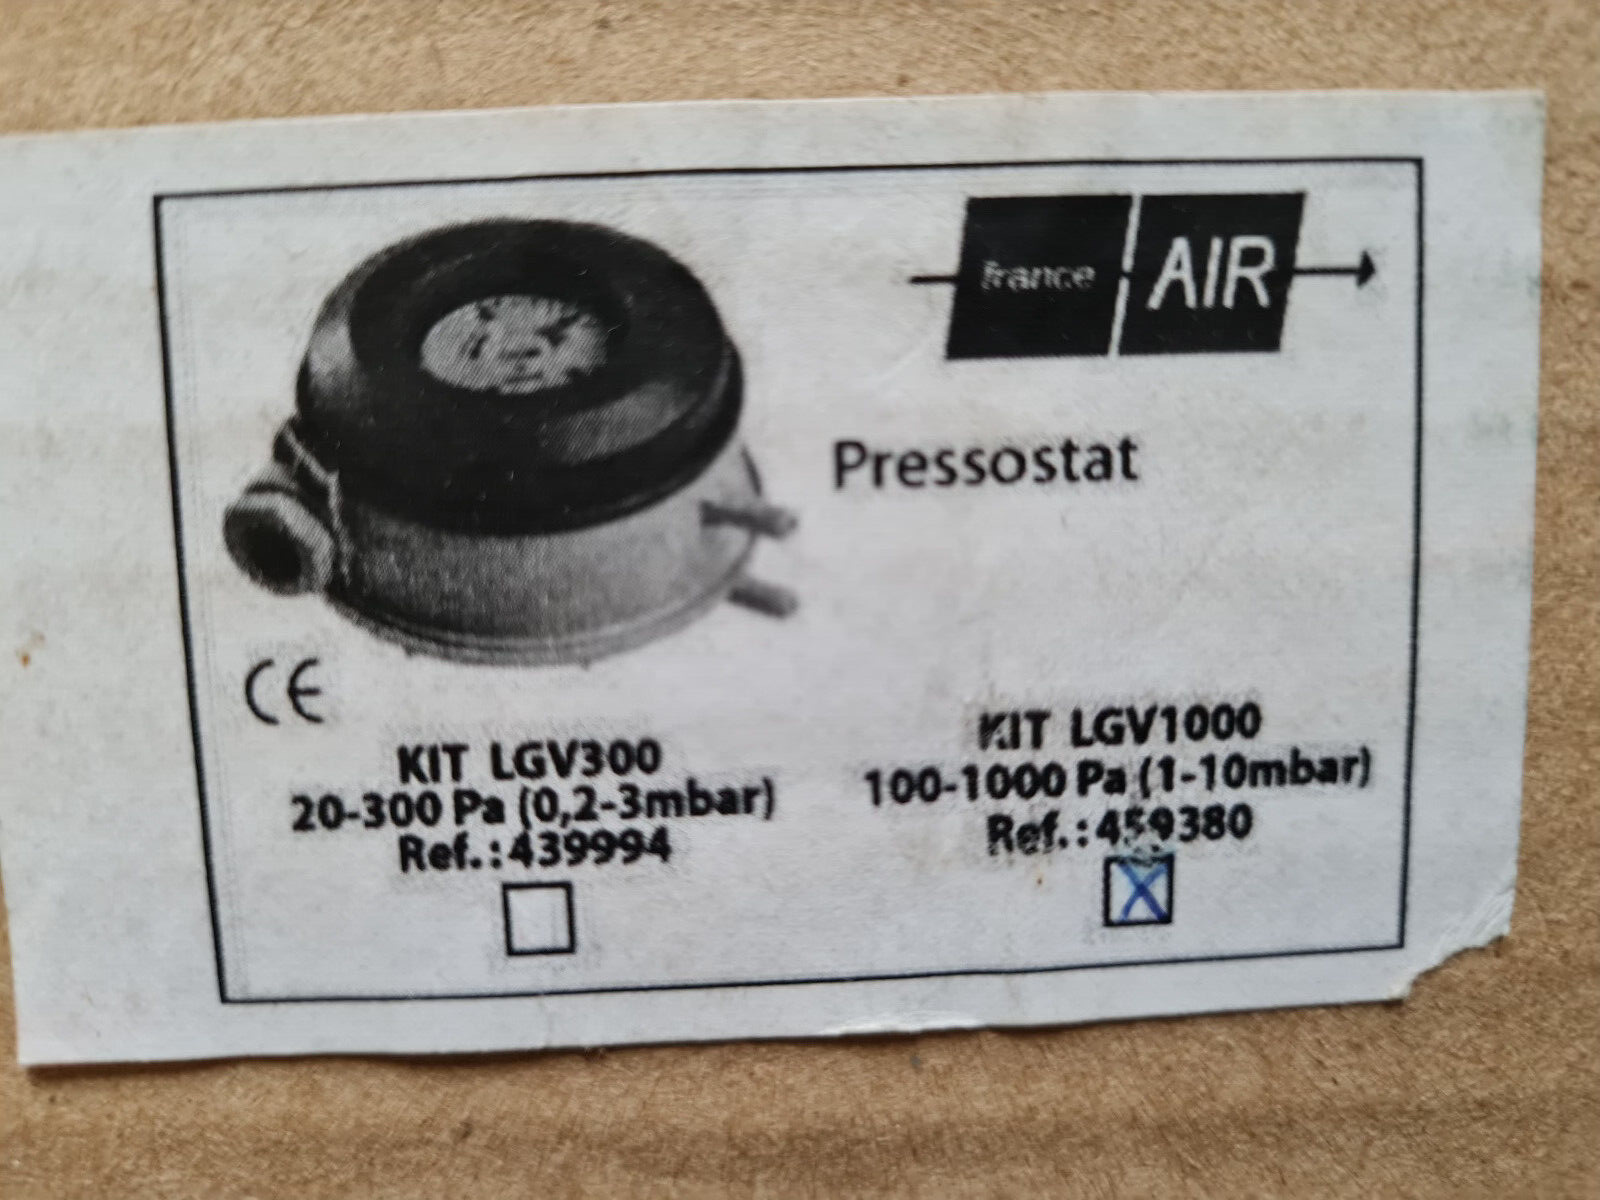 france AIR
Pressostat
CE
KIT LGV300
20-300 Pa (0,2-3mbar)
Ref.:439994
KIT LGV1000
100-1000 Pa (1-10mbar)
Ref.:459380
X